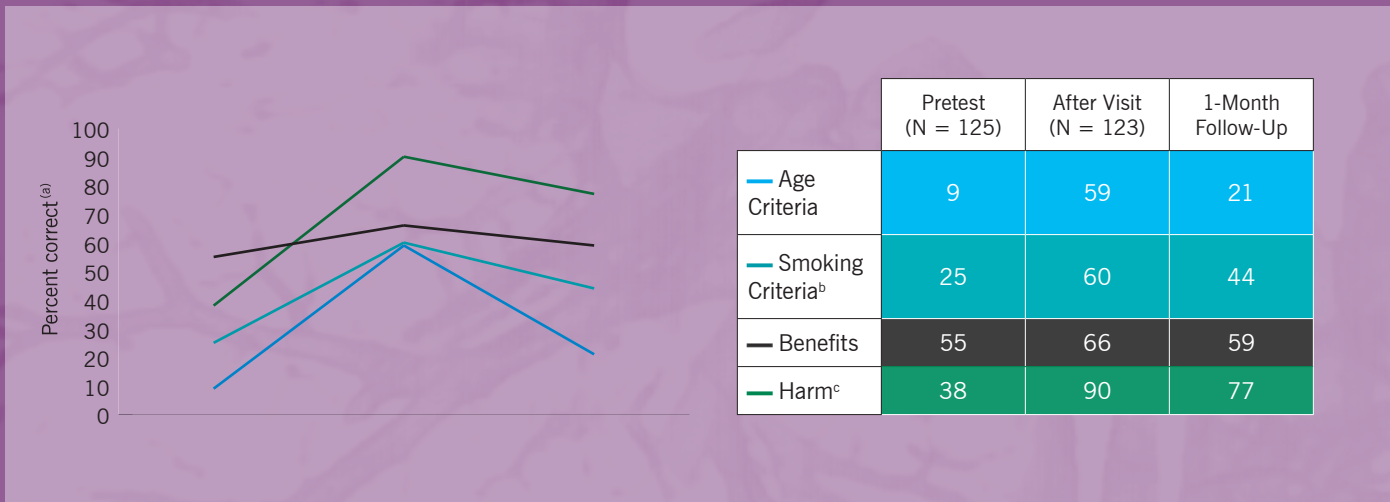 Percent correct (a)
100
90
80
70
60
50
40
30
20
10
0
Pretest
(N = 125)
After Visit
(N = 123)
1-Month
Follow-Up
Age
Criteria
9
59
21
Smoking
Criteriaᵇ
25
60
44
Benefits
55
66
59
Harmᶜ
38
90
77